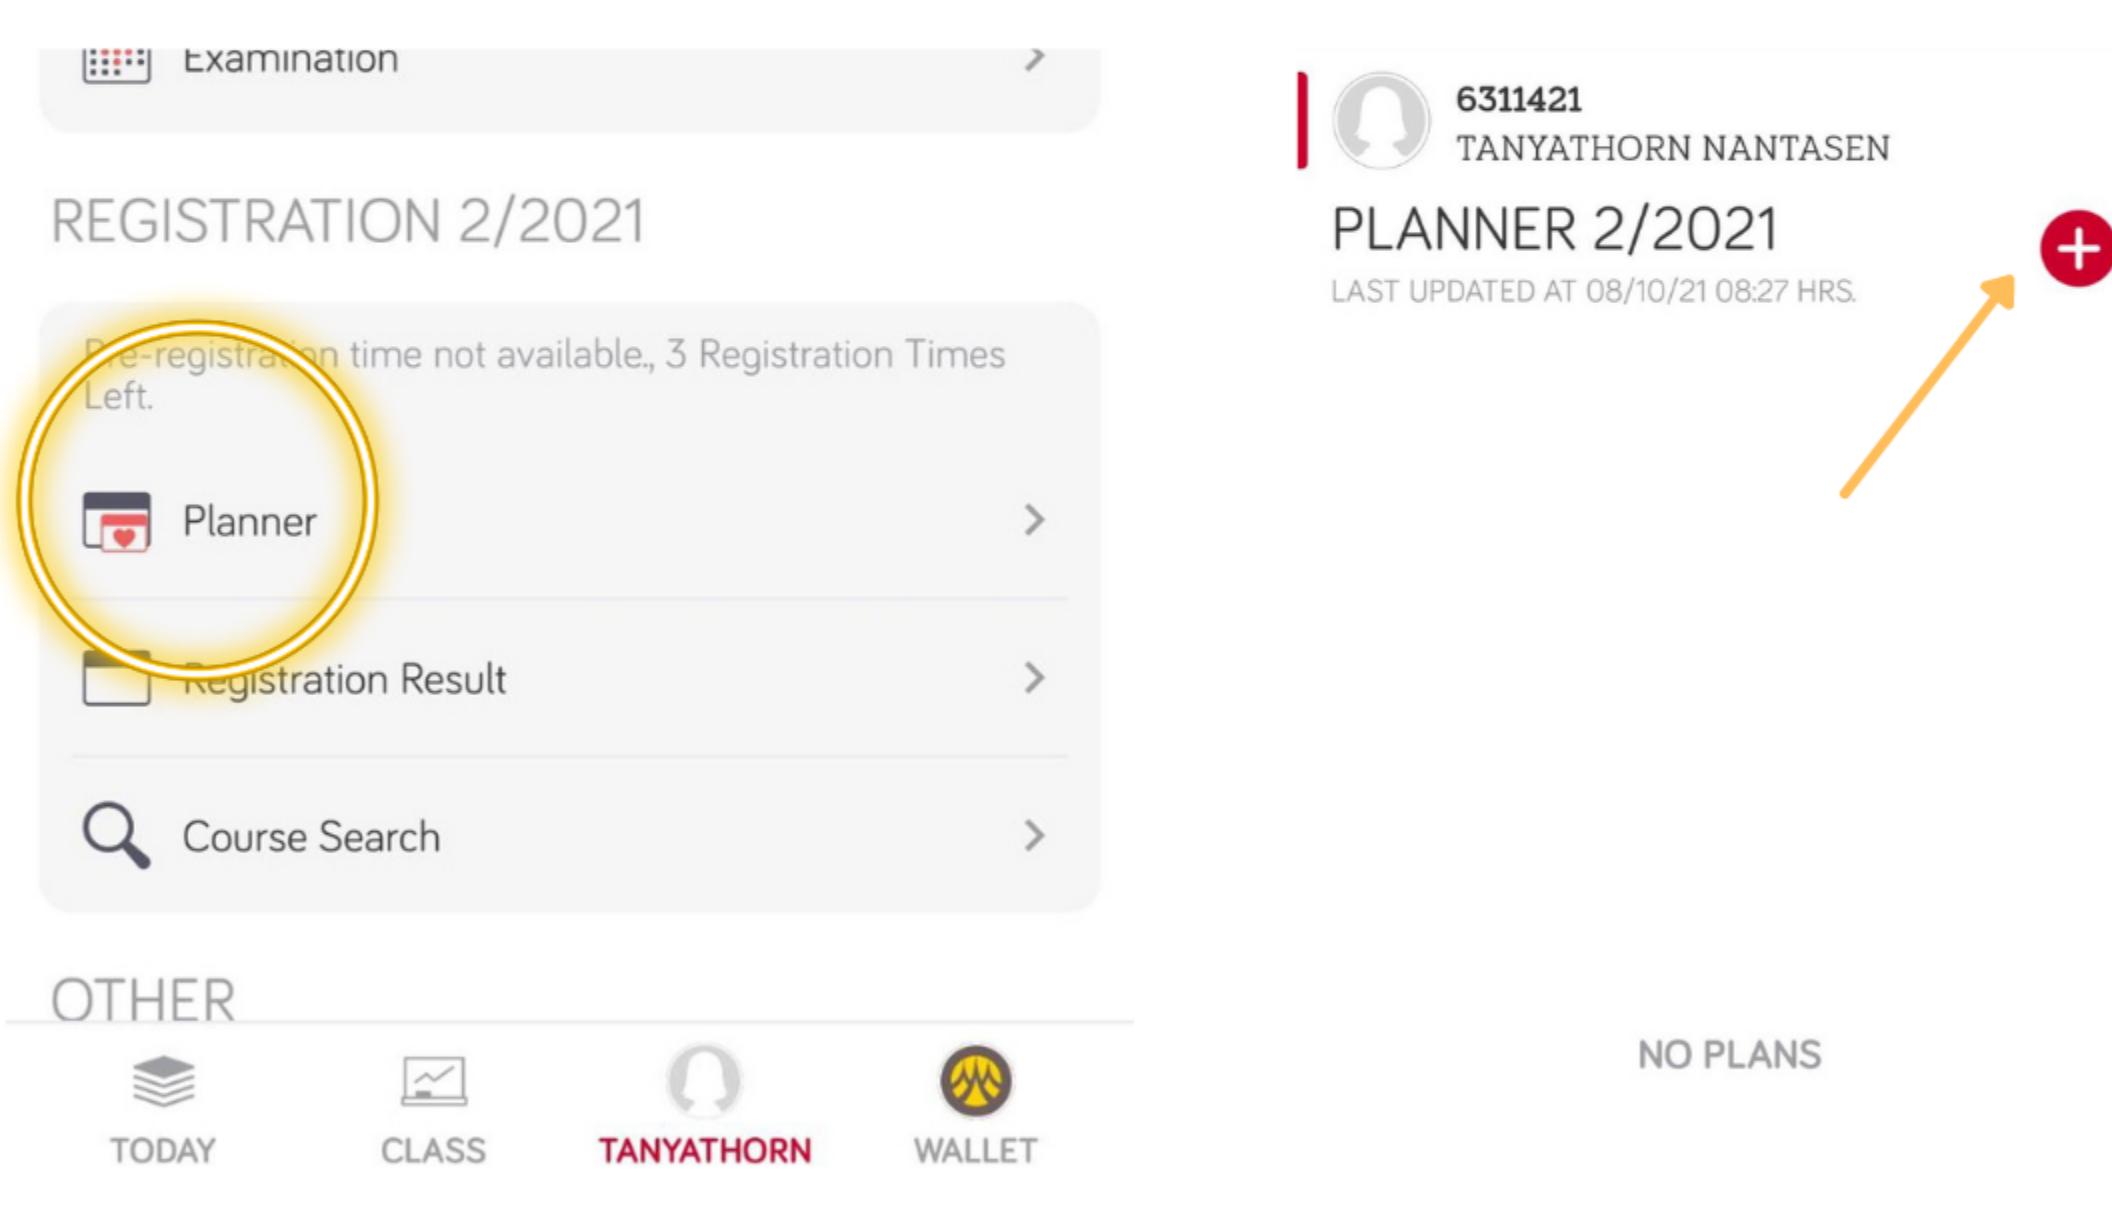 Examination
REGISTRATION 2/2021
Pre-registration time not available., 3 Registration Times
Left.
Planner
Registration Result
Course Search
OTHER
TODAY
CLASS
TANYATHORN
WALLET
6311421
TANYATHORN NANTASEN
PLANNER 2/2021
LAST UPDATED AT 08/10/21 08:27 HRS.
NO PLANS